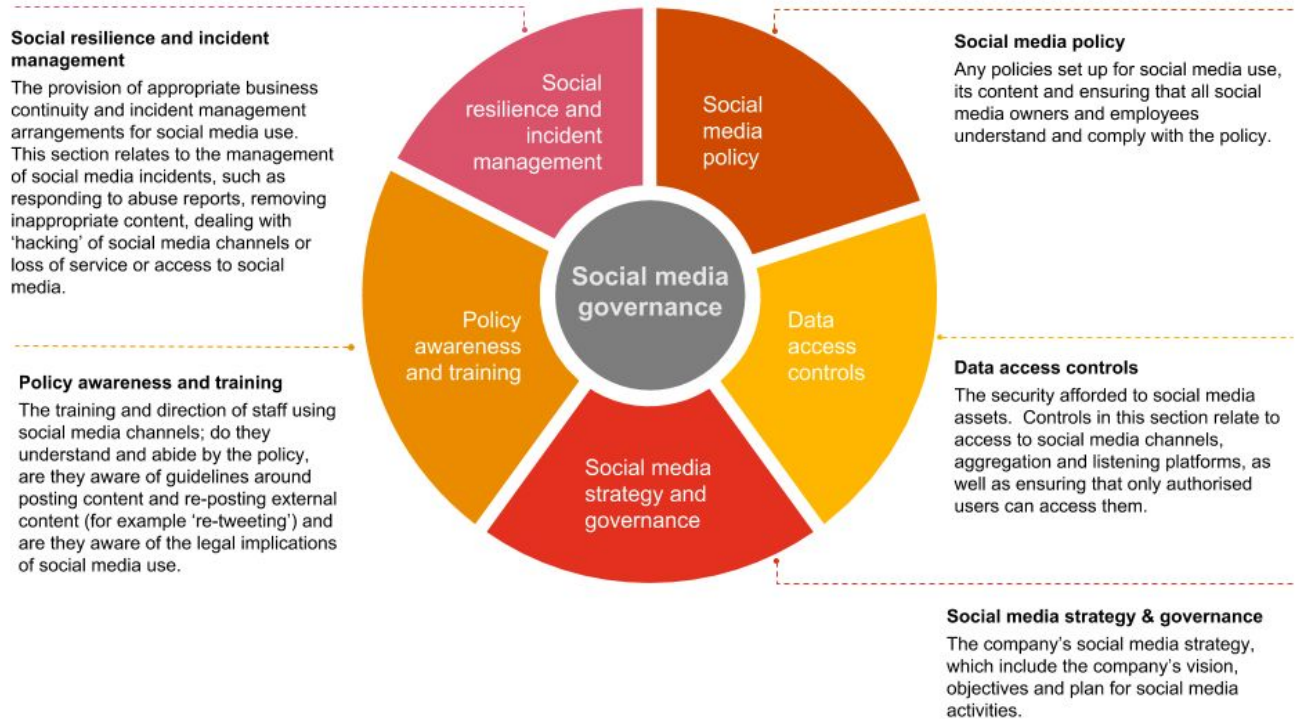 Social resilience and incident
management
The provision of appropriate business
continuity and incident management
arrangements for social media use.
This section relates to the management
of social media incidents, such as
responding to abuse reports, removing
inappropriate content, dealing with
‘hacking’ of social media channels or
loss of service or access to social
media.
Policy awareness and training
The training and direction of staff using
social media channels; do they
understand and abide by the policy,
are they aware of guidelines around
posting content and re-posting external
content (for example ‘re-tweeting’) and
are they aware of the legal implications
of social media use.
Social
resilience and
incident
management
Social
media
policy
Social media
governance
Policy
awareness
and training
Data
access
controls
Social media
strategy and
governance
Social media policy
Any policies set up for social media use,
its content and ensuring that all social
media owners and employees
understand and comply with the policy.
Data access controls
The security afforded to social media
assets.  Controls in this section relate to
access to social media channels,
aggregation and listening platforms, as
well as ensuring that only authorised
users can access them.
Social media strategy & governance
The company’s social media strategy,
which include the company’s vision,
objectives and plan for social media
activities.